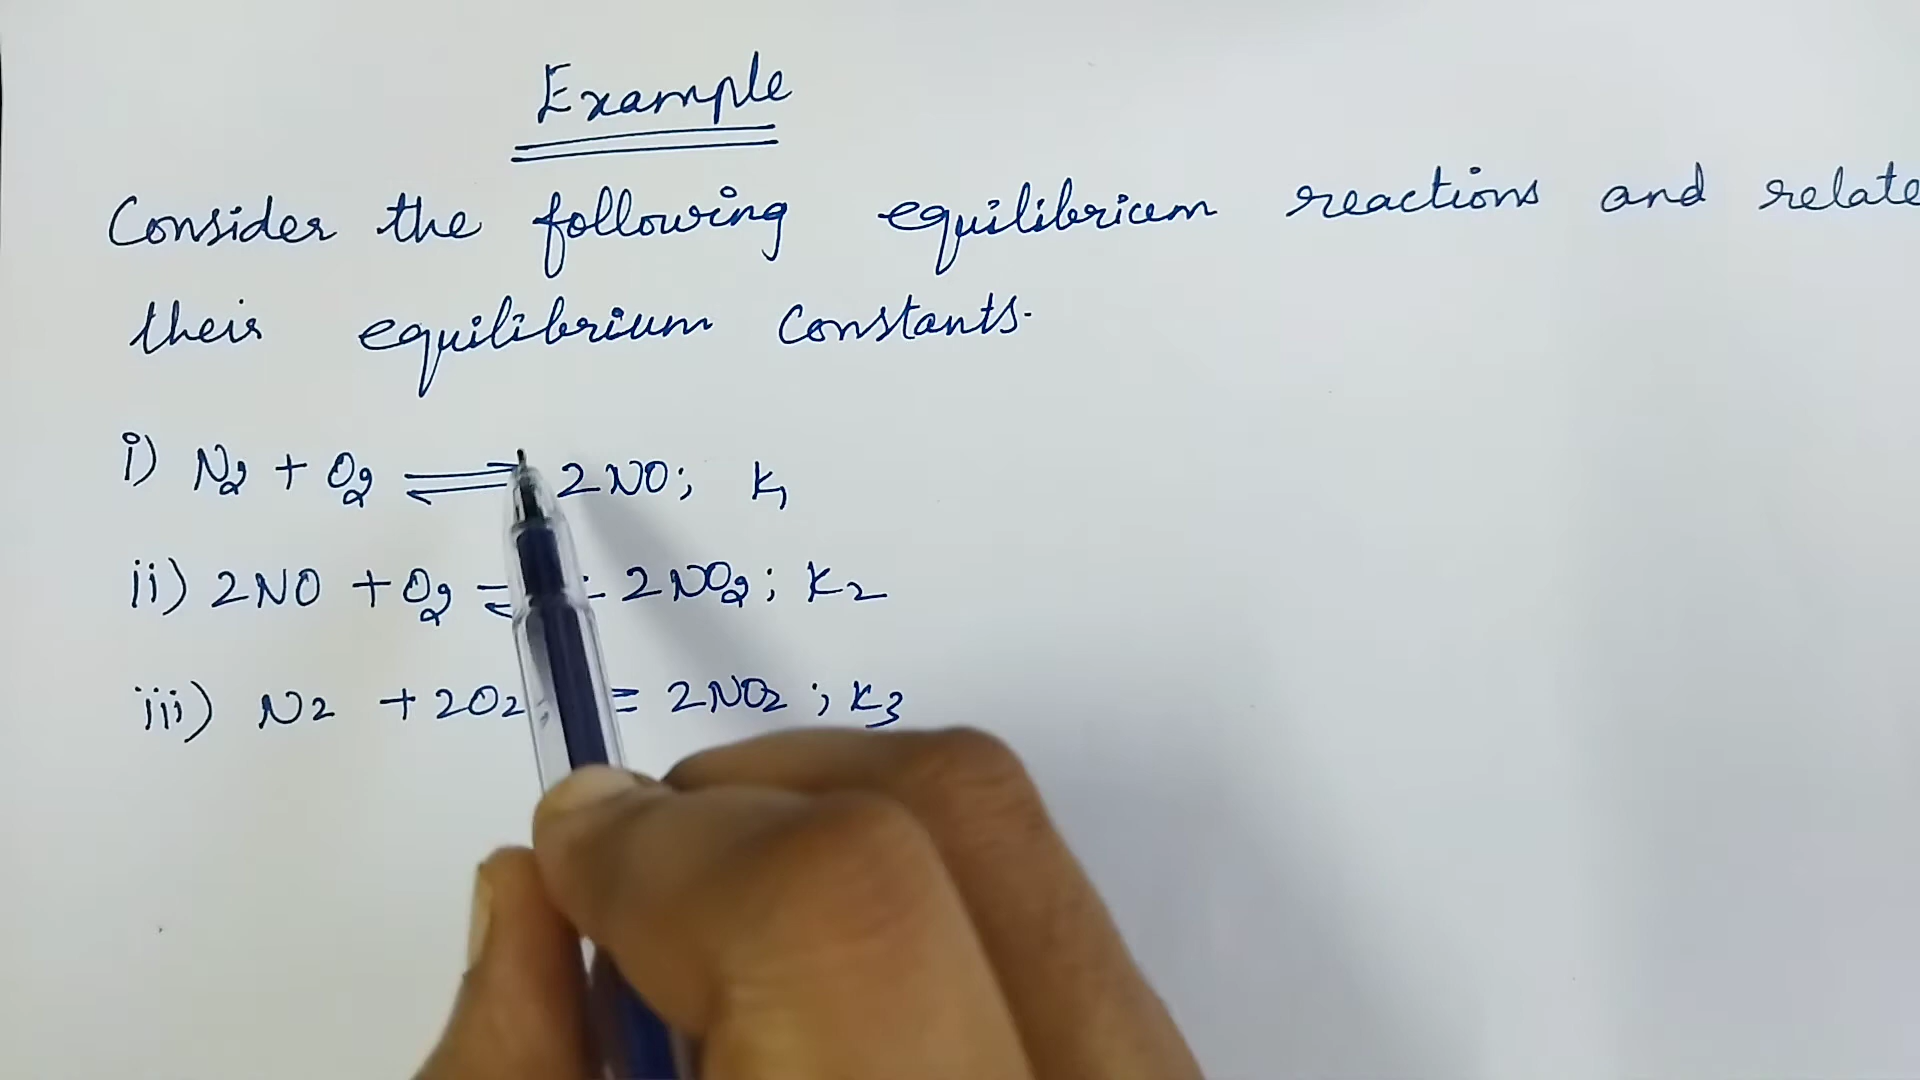 Example
Consider the following equilibrium reactions and relate
their equilibrium constants.
i) N2 + O2 ⇌ 2NO; K1
ii) 2NO + O2 ⇌ 2NO2; K2
iii) N2 + 2O2 ⇌ 2NO2; K3